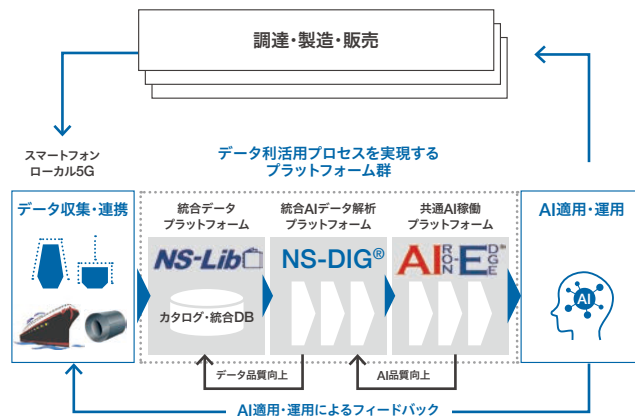 調達・製造・販売
スマートフォン
ローカル5G
データ利活用プロセスを実現する
プラットフォーム群
データ収集・連携
統合データ
プラットフォーム
NS-Lib
カタログ・統合DB
統合AIデータ解析
プラットフォーム
NS-DIG®
共通AI稼働
プラットフォーム
AIRON-EDGE®
AI適用・運用
AI
データ品質向上
AI品質向上
AI適用・運用によるフィードバック